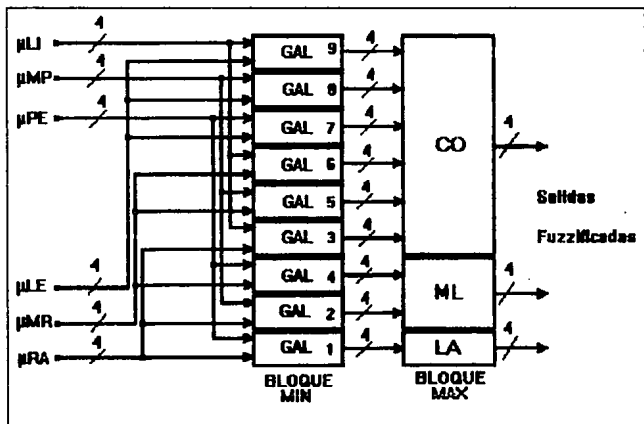 µLI 4
µMP 4
µPE 4
µLE 4
µMR 4
µRA 4
GAL 9 4
GAL 8 4
GAL 7 4
GAL 6 4
GAL 5 4
GAL 3 4
GAL 4 4
GAL 2 4
GAL 1 4
BLOQUE
MIN
CO 4
ML 4
LA 4
BLOQUE
MAX
Salidas
Fuzzificadas